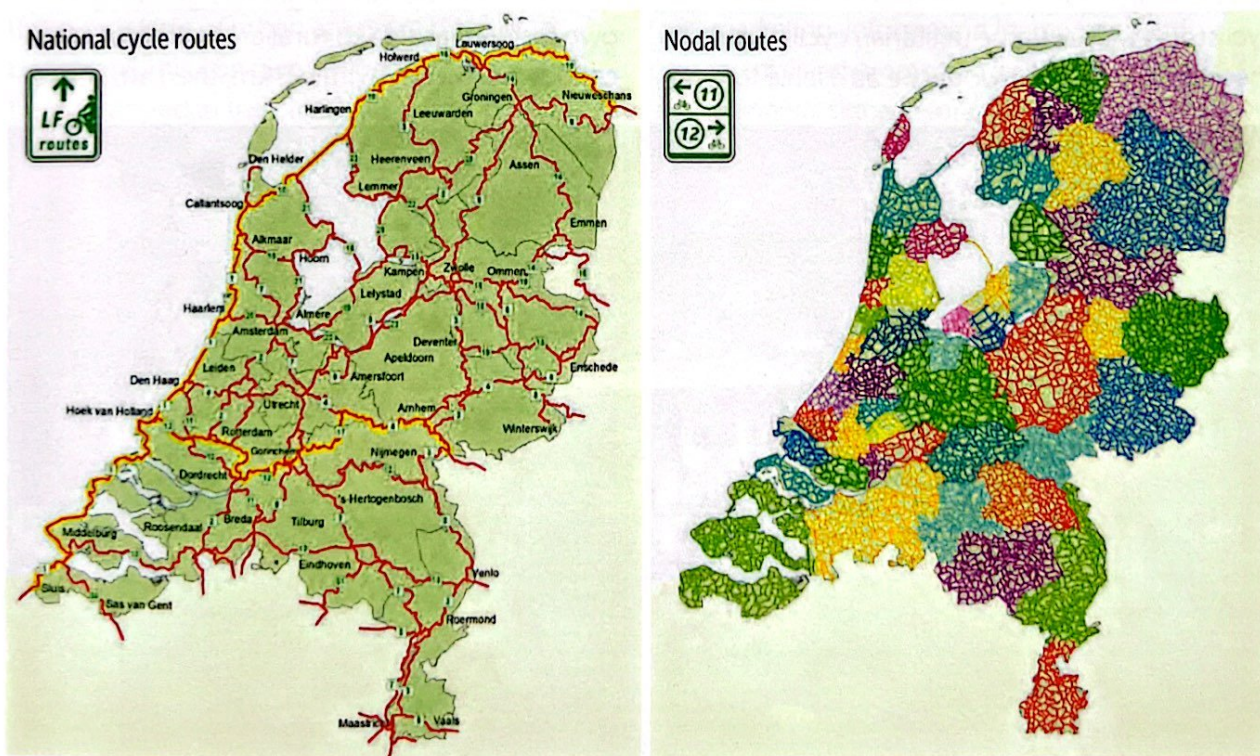 National cycle routes
LF
routes
Lauwersoog
Holwerd
Nieuweschans
Groningen
Harlingen
Leeuwarden
Heerenveen
Assen
Den Helder
Lemmer
Callantsoog
Emmen
Alkmaar
Hoorn
Kampen
Zwolle
Ommen
Lelystad
Haarlem
Almere
Amsterdam
Deventer
Apeldoorn
Leiden
Enschede
Amersfoort
Den Haag
Utrecht
Arnhem
Hoek van Holland
Winterswijk
Rotterdam
Gorinchem
Nijmegen
Dordrecht
's-Hertogenbosch
Breda
Tilburg
Roosendaal
Middelburg
Eindhoven
Venlo
Sluis
Sas van Gent
Roermond
Maastricht
Vaals
Nodal routes
11
12